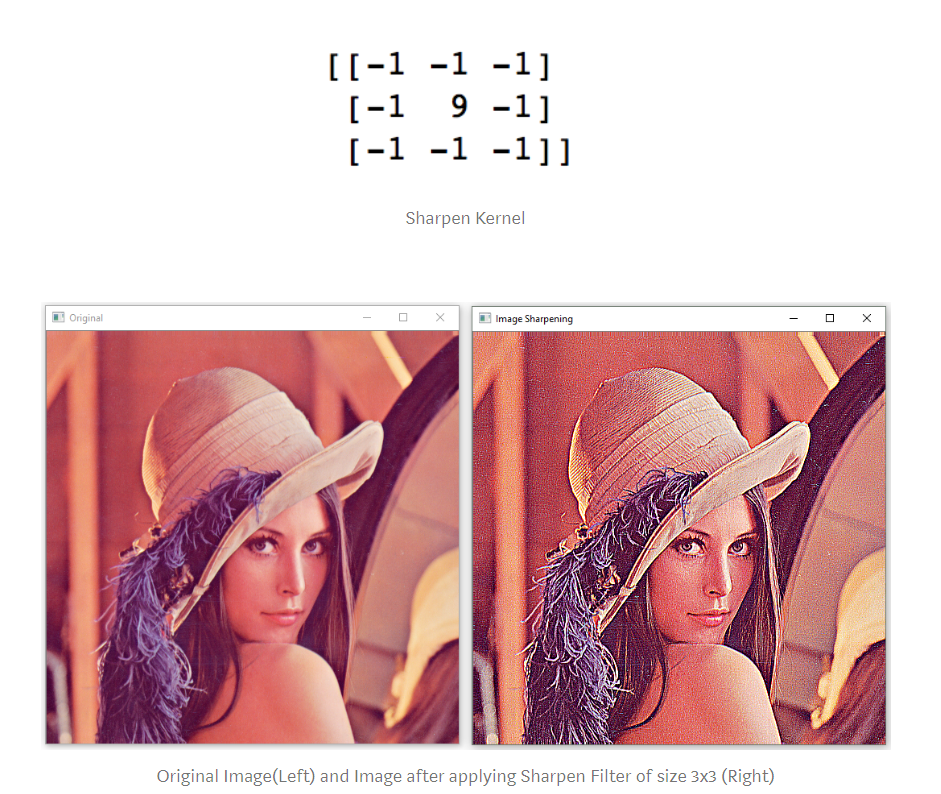 [[-1 -1 -1]
[-1 9 -1]
[-1 -1 -1]]
Sharpen Kernel
Original
Image Sharpening
Original Image(Left) and Image after applying Sharpen Filter of size 3x3 (Right)